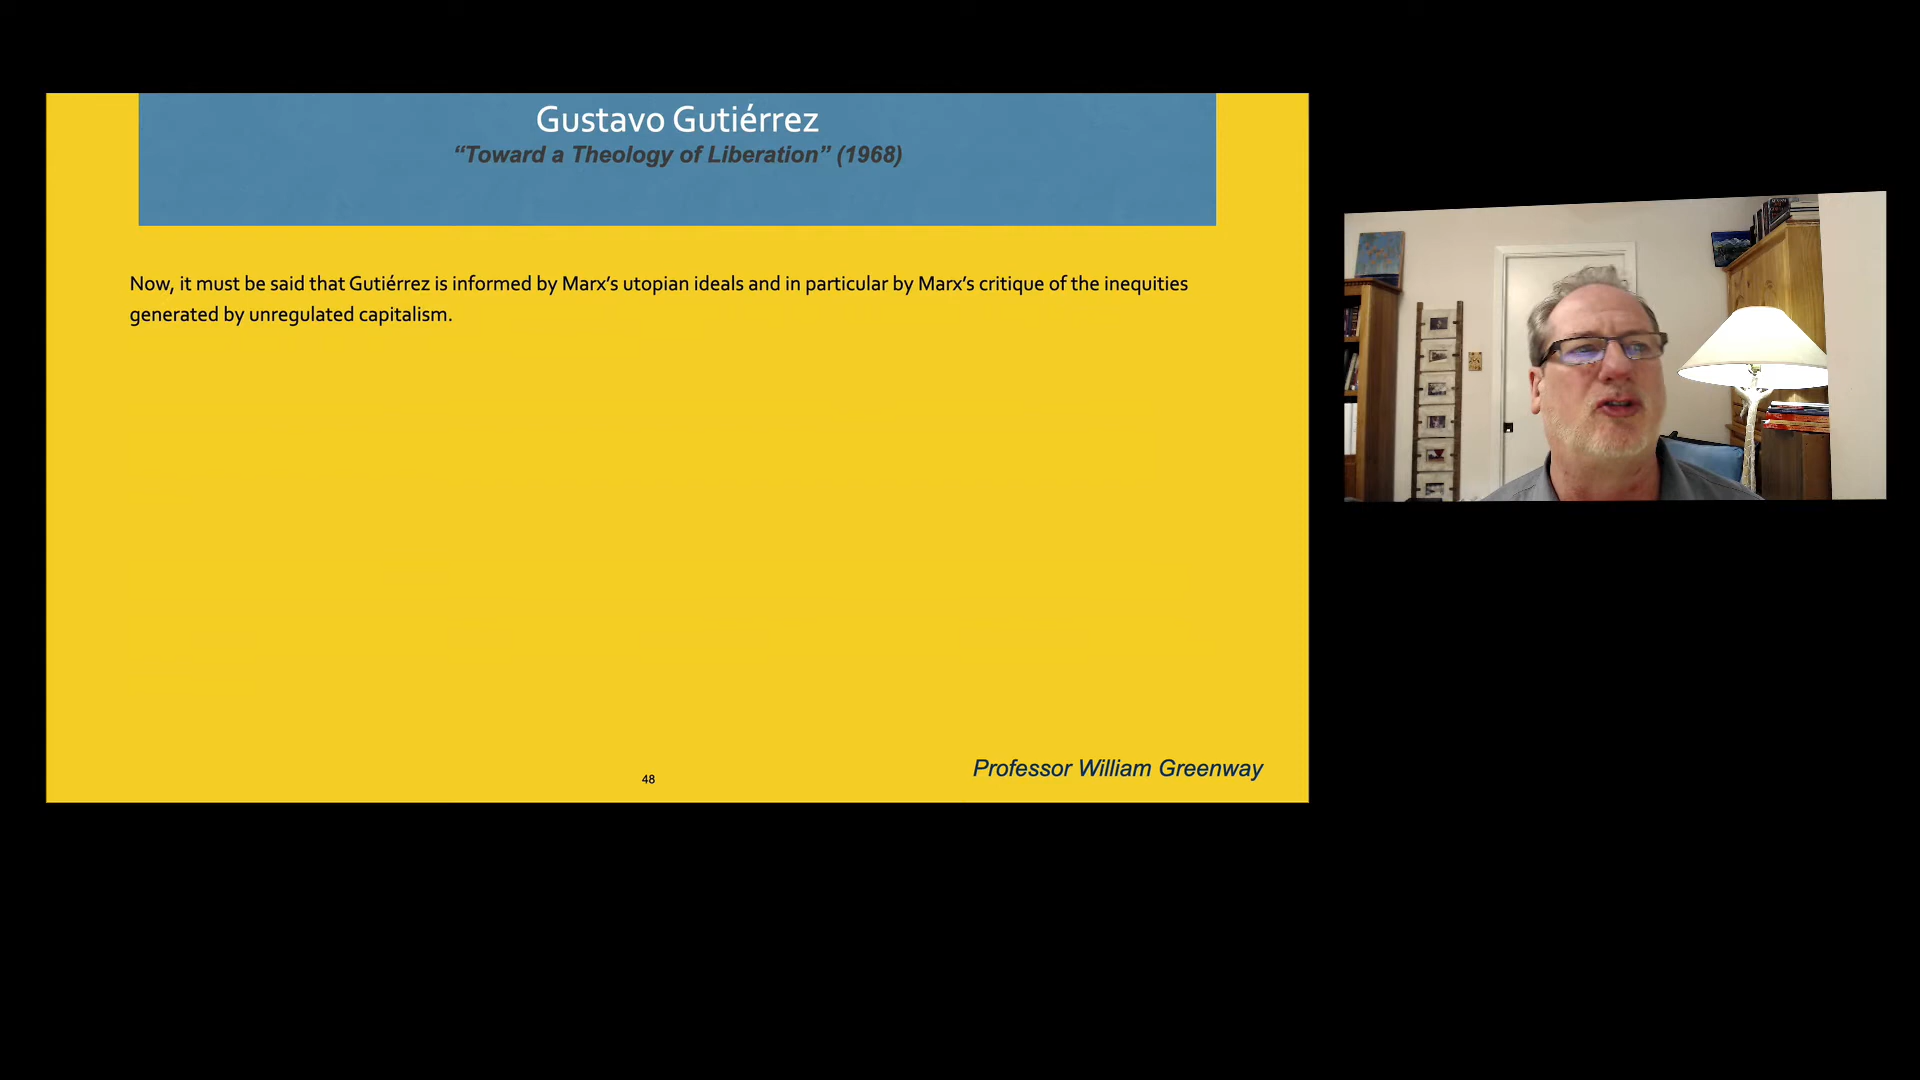 Gustavo Gutiérrez
“Toward a Theology of Liberation” (1968)
Now, it must be said that Gutiérrez is informed by Marx’s utopian ideals and in particular by Marx’s critique of the inequities
generated by unregulated capitalism.
48
Professor William Greenway